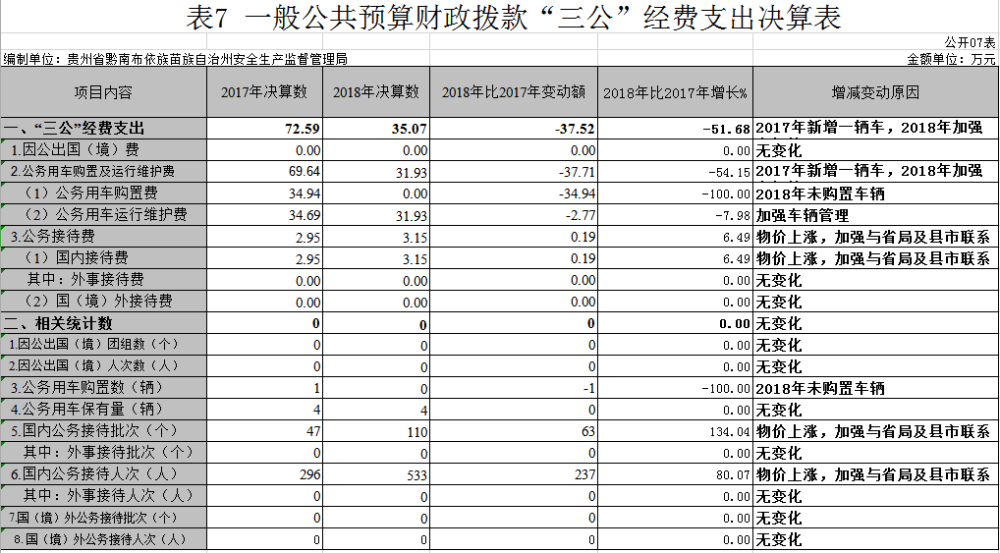 表7 一般公共预算财政拨款“三公”经费支出决算表
公开07表
编制单位：贵州省黔南布依族苗族自治州安全生产监督管理局 金额单位：万元
项目内容 2017年决算数 2018年决算数 2018年比2017年变动额 2018年比2017年增长% 增减变动原因
一、“三公”经费支出 72.59 35.07 -37.52 -51.68 2017年新增一辆车，2018年加强
1.因公出国（境）费 0.00 0.00 0.00 0.00 无变化
2.公务用车购置及运行维护费 69.64 31.93 -37.71 -54.15 2017年新增一辆车，2018年加强
（1）公务用车购置费 34.94 0.00 -34.94 -100.00 2018年未购置车辆
（2）公务用车运行维护费 34.69 31.93 -2.77 -7.98 加强车辆管理
3.公务接待费 2.95 3.15 0.19 6.49 物价上涨，加强与省局及县市联系
（1）国内接待费 2.95 3.15 0.19 6.49 物价上涨，加强与省局及县市联系
其中：外事接待费 0.00 0.00 0.00 0.00 无变化
（2）国（境）外接待费 0.00 0.00 0.00 0.00 无变化
二、相关统计数 0 0 0 0.00 无变化
1.因公出国（境）团组数（个） 0 0 0 0.00 无变化
2.因公出国（境）人次数（人） 0 0 0 0.00 无变化
3.公务用车购置数（辆） 1 0 -1 -100.00 2018年未购置车辆
4.公务用车保有量（辆） 4 4 0 0.00 无变化
5.国内公务接待批次（个） 47 110 63 134.04 物价上涨，加强与省局及县市联系
其中：外事接待批次（个） 0 0 0 0.00 无变化
6.国内公务接待人次（人） 296 533 237 80.07 物价上涨，加强与省局及县市联系
其中：外事接待人次（人） 0 0 0 0.00 无变化
7.国（境）外公务接待批次（个） 0 0 0 0.00 无变化
8.国（境）外公务接待人次（人） 0 0 0 0.00 无变化